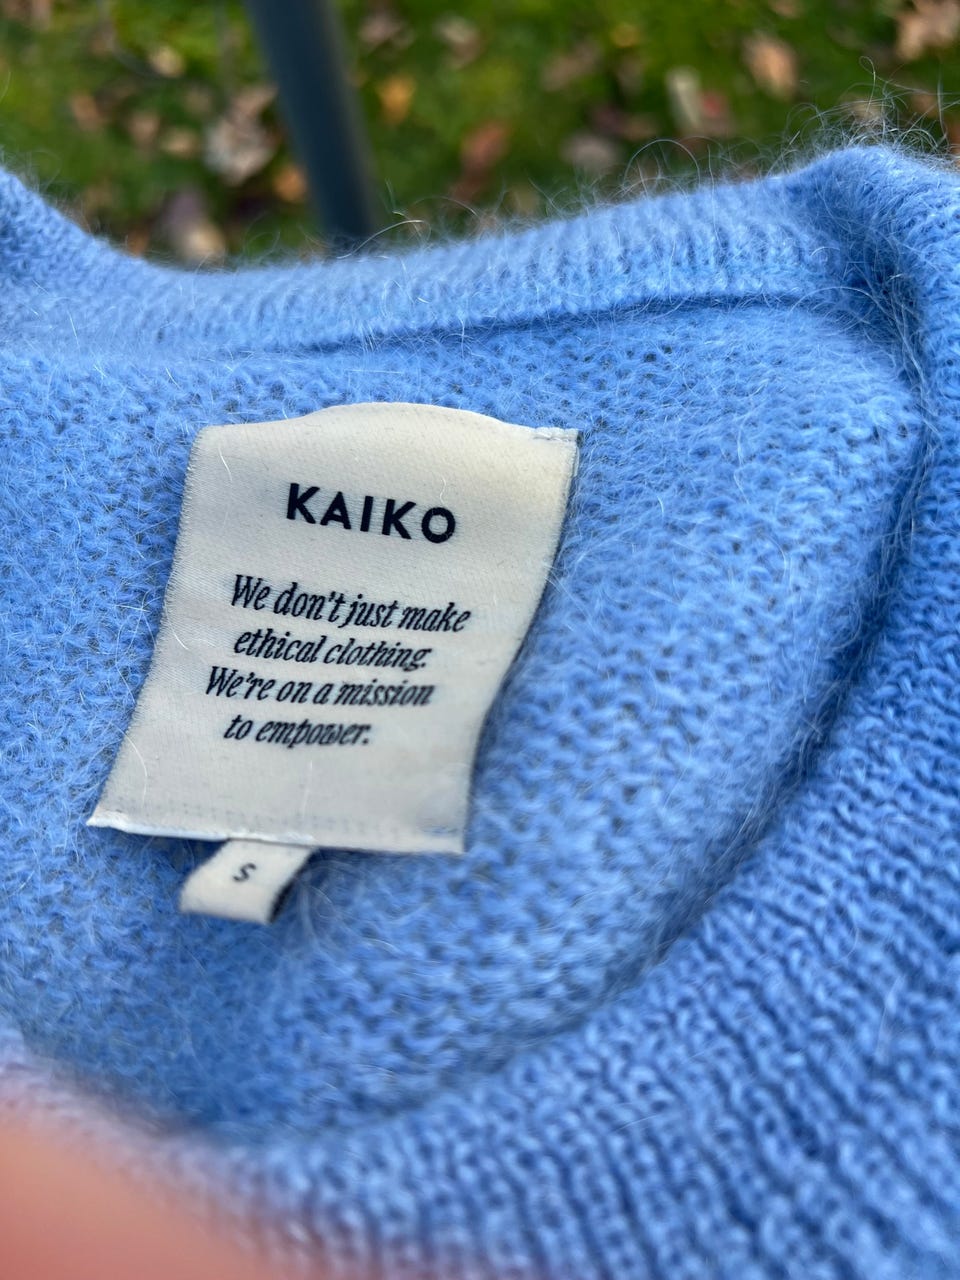 KAIKO
We don't just make
ethical clothing.
We're on a mission
to empower.
S